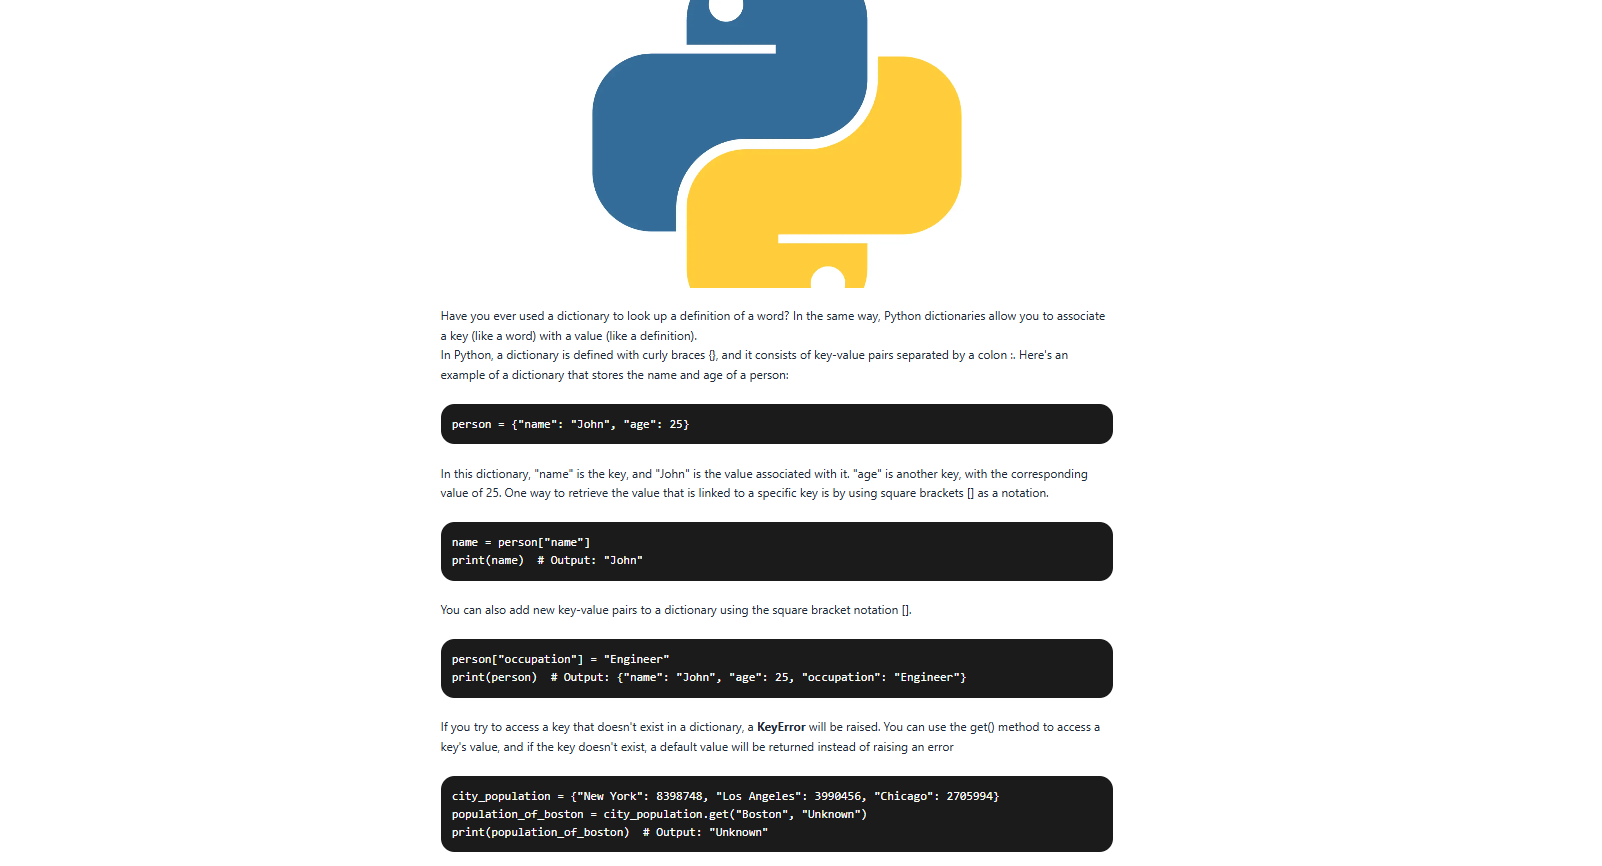 Have you ever used a dictionary to look up a definition of a word? In the same way, Python dictionaries allow you to associate
a key (like a word) with a value (like a definition).
In Python, a dictionary is defined with curly braces {}, and it consists of key-value pairs separated by a colon :. Here's an
example of a dictionary that stores the name and age of a person:
person = {"name": "John", "age": 25}
In this dictionary, "name" is the key, and "John" is the value associated with it. "age" is another key, with the corresponding
value of 25. One way to retrieve the value that is linked to a specific key is by using square brackets [] as a notation.
name = person["name"]
print(name)  # Output: "John"
You can also add new key-value pairs to a dictionary using the square bracket notation [].
person["occupation"] = "Engineer"
print(person)  # Output: {"name": "John", "age": 25, "occupation": "Engineer"}
If you try to access a key that doesn't exist in a dictionary, a KeyError will be raised. You can use the get() method to access a
key's value, and if the key doesn't exist, a default value will be returned instead of raising an error
city_population = {"New York": 8398748, "Los Angeles": 3990456, "Chicago": 2705994}
population_of_boston = city_population.get("Boston", "Unknown")
print(population_of_boston)  # Output: "Unknown"